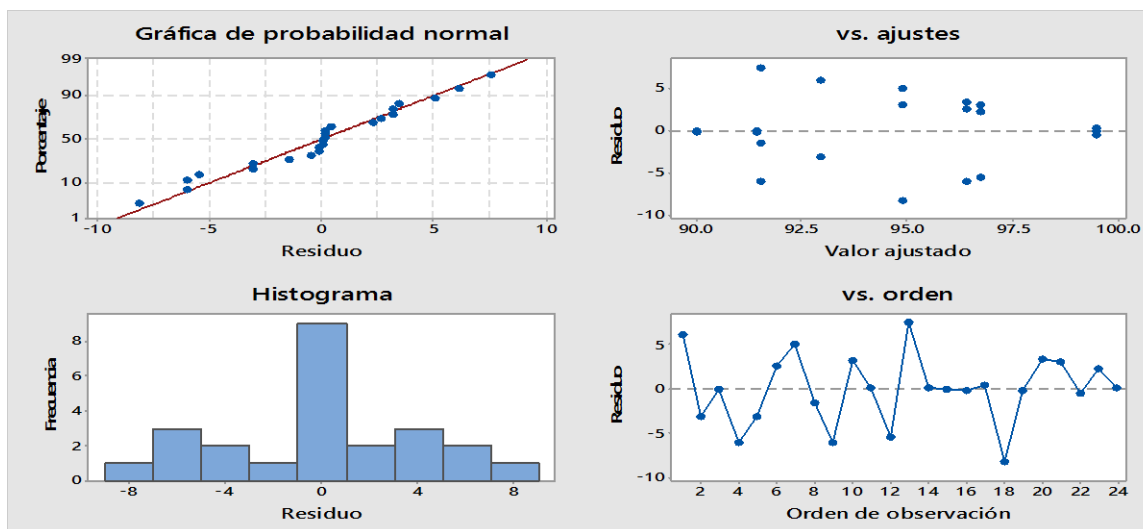 Gráfica de probabilidad normal
99
90
50
10
1
Porcentaje
-10 -5 0 5 10
Residuo
vs. ajustes
5
0
-5
-10
Residuo
90.0 92.5 95.0 97.5 100.0
Valor ajustado
Histograma
8
6
4
2
0
Frecuencia
-8 -4 0 4 8
Residuo
vs. orden
5
0
-5
-10
Residuo
2 4 6 8 10 12 14 16 18 20 22 24
Orden de observación